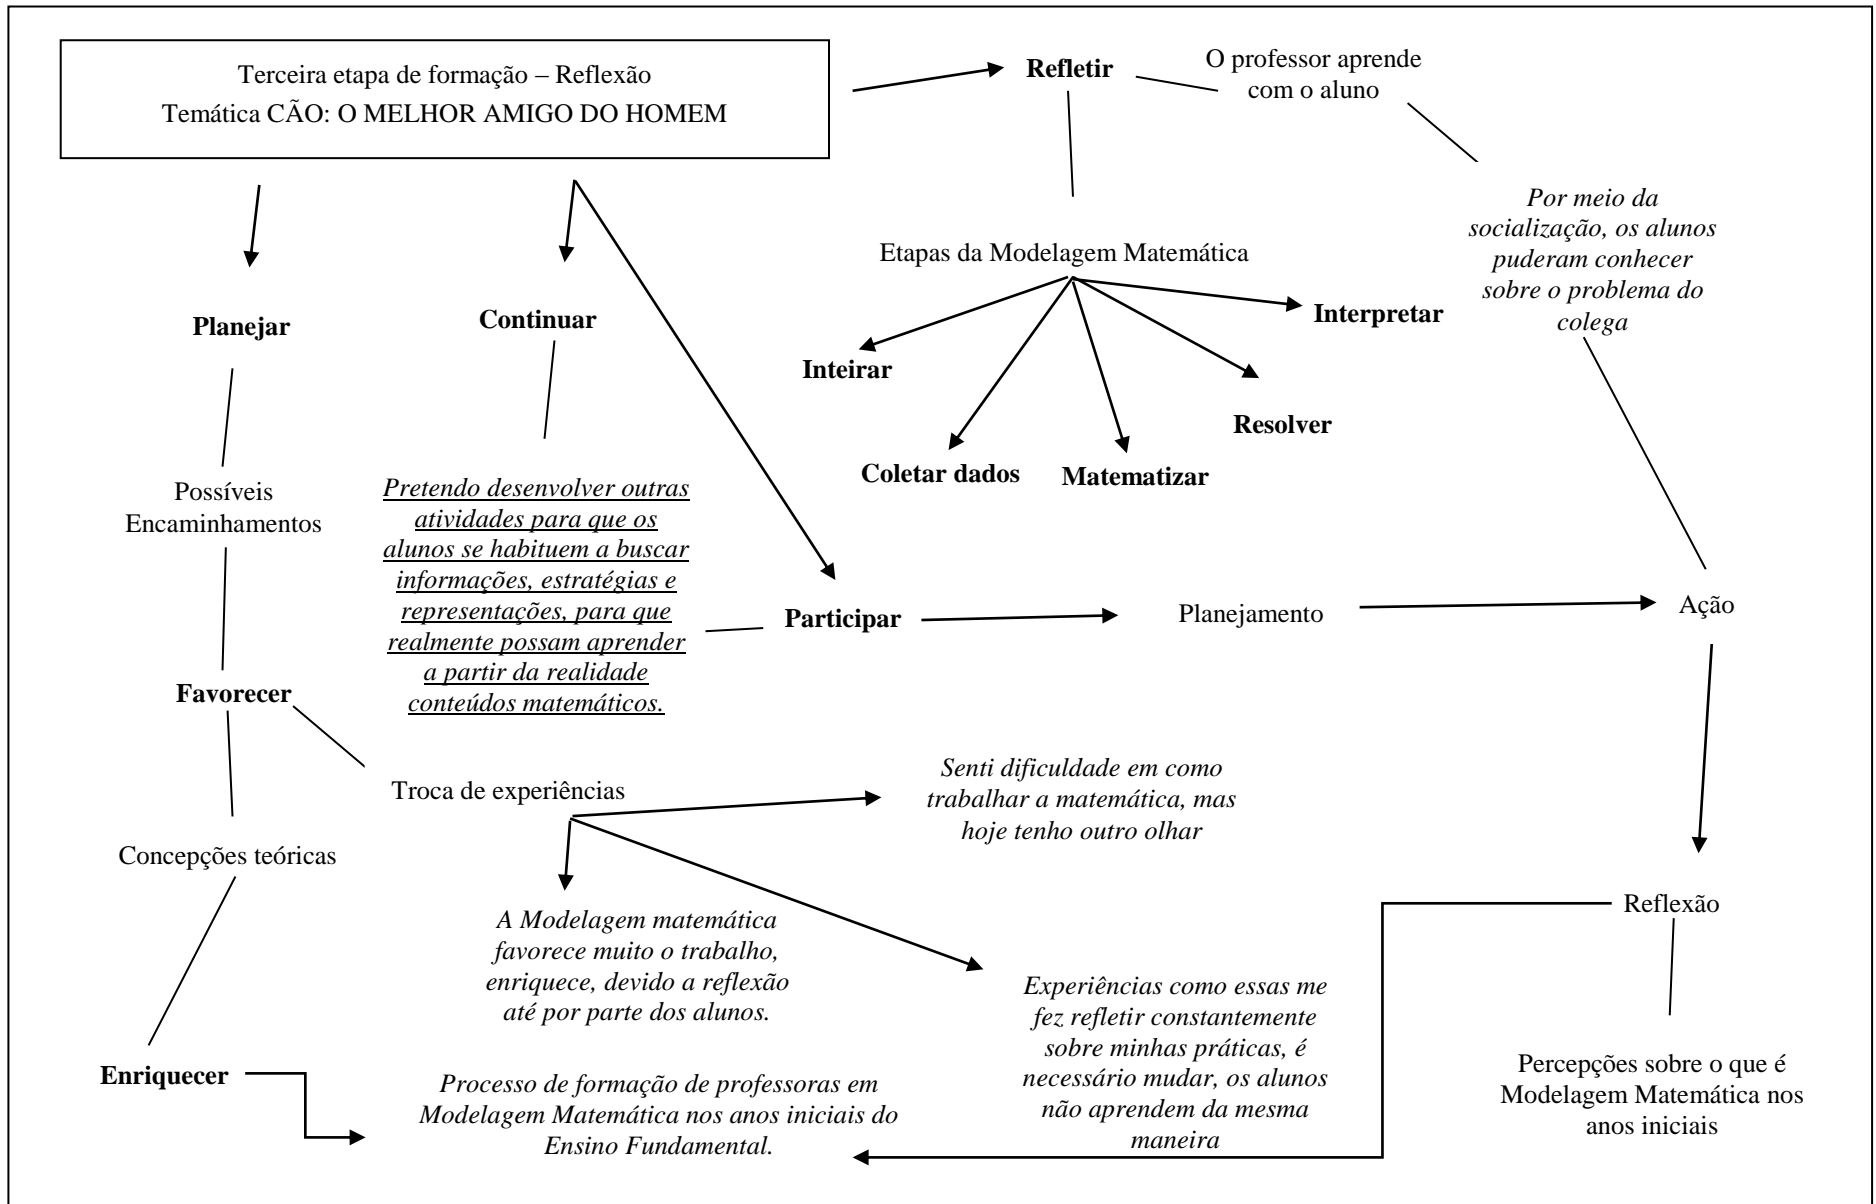 Terceira etapa de formação – Reflexão
Temática CÃO: O MELHOR AMIGO DO HOMEM
Refletir
O professor aprende
com o aluno
Por meio da
socialização, os alunos
puderam conhecer
sobre o problema do
colega
Etapas da Modelagem Matemática
Interpretar
Inteirar
Resolver
Coletar dados
Matematizar
Planejar
Continuar
Possíveis
Encaminhamentos
Pretendo desenvolver outras
atividades para que os
alunos se habituem a buscar
informações, estratégias e
representações, para que
realmente possam aprender
a partir da realidade
conteúdos matemáticos.
Participar
Planejamento
Ação
Favorecer
Troca de experiências
Senti dificuldade em como
trabalhar a matemática, mas
hoje tenho outro olhar
Concepções teóricas
A Modelagem matemática
favorece muito o trabalho,
enriquece, devido a reflexão
até por parte dos alunos.
Reflexão
Experiências como essas me
fez refletir constantemente
sobre minhas práticas, é
necessário mudar, os alunos
não aprendem da mesma
maneira
Enriquecer
Processo de formação de professoras em
Modelagem Matemática nos anos iniciais do
Ensino Fundamental.
Percepções sobre o que é
Modelagem Matemática nos
anos iniciais